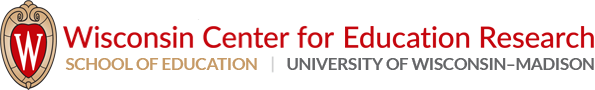 W Wisconsin Center for Education Research
SCHOOL OF EDUCATION | UNIVERSITY OF WISCONSIN–MADISON